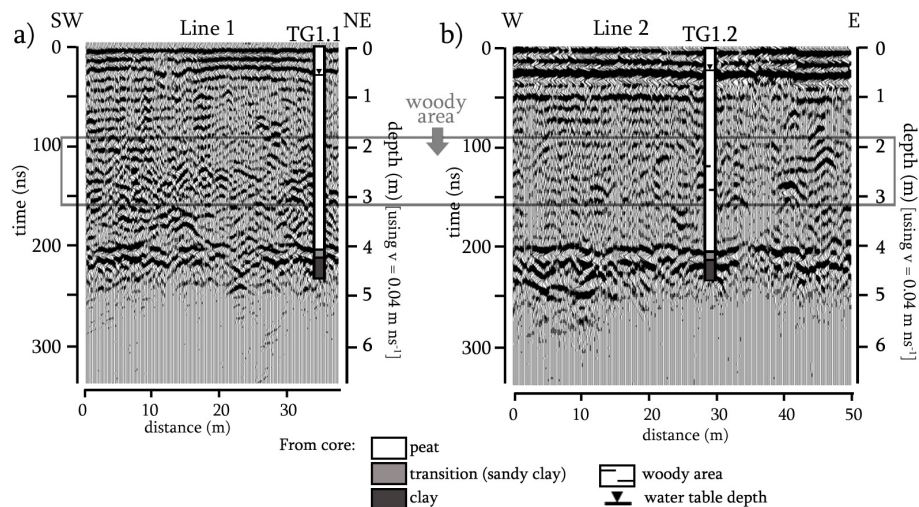 SW Line 1 NE
a) TG1.1
0 0
1
100 2
3
200 4
5
300 6
time (ns)
depth (m) [using v = 0.04 m ns⁻¹]
0 10 20 30
distance (m)
woody
area
W Line 2 E
b) TG1.2
0 0
1
100 2
3
200 4
5
300 6
time (ns)
depth (m) [using v = 0.04 m ns⁻¹]
0 10 20 30 40 50
distance (m)
From core:
peat
transition (sandy clay)
clay
woody area
water table depth